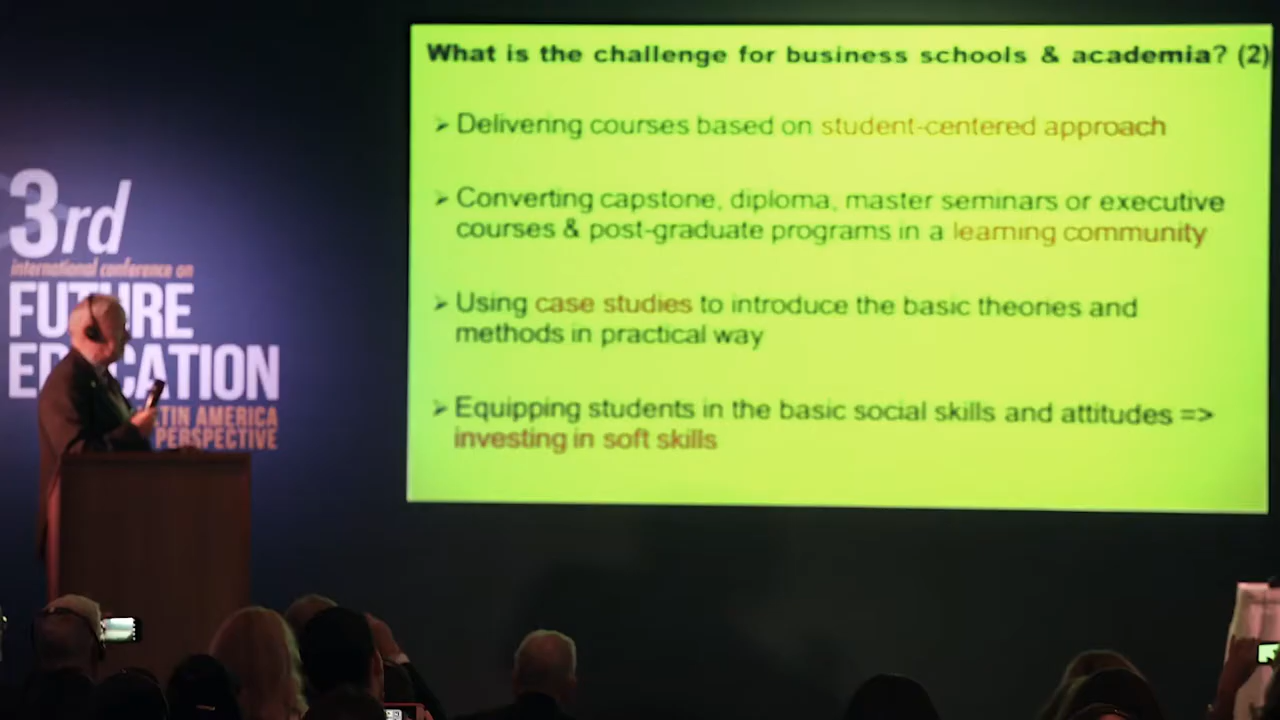 3rd
international conference on
FUTURE
EDUCATION
TIN AMERICA
PERSPECTIVE
What is the challenge for business schools & academia? (2)
➢ Delivering courses based on student-centered approach
➢ Converting capstone, diploma, master seminars or executive
courses & post-graduate programs in a learning community
➢ Using case studies to introduce the basic theories and
methods in practical way
➢ Equipping students in the basic social skills and attitudes =>
investing in soft skills